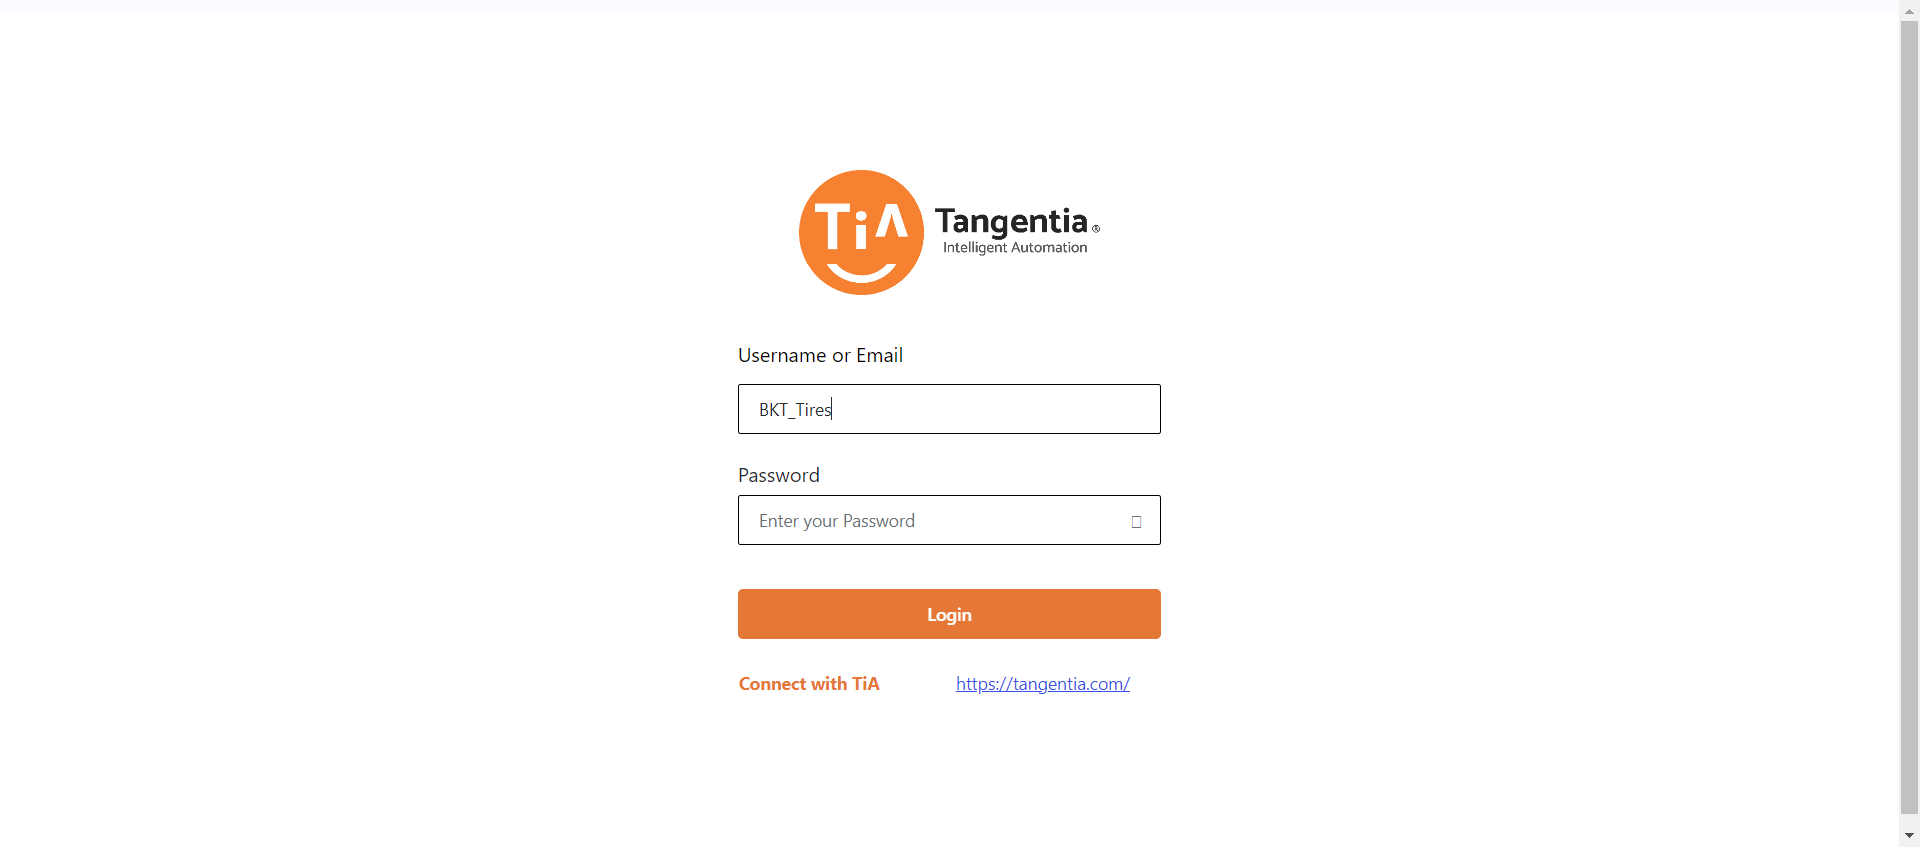 TiA
Tangentia®
Intelligent Automation
Username or Email
BKT_Tires
Password
Enter your Password
Login
Connect with TiA https://tangentia.com/